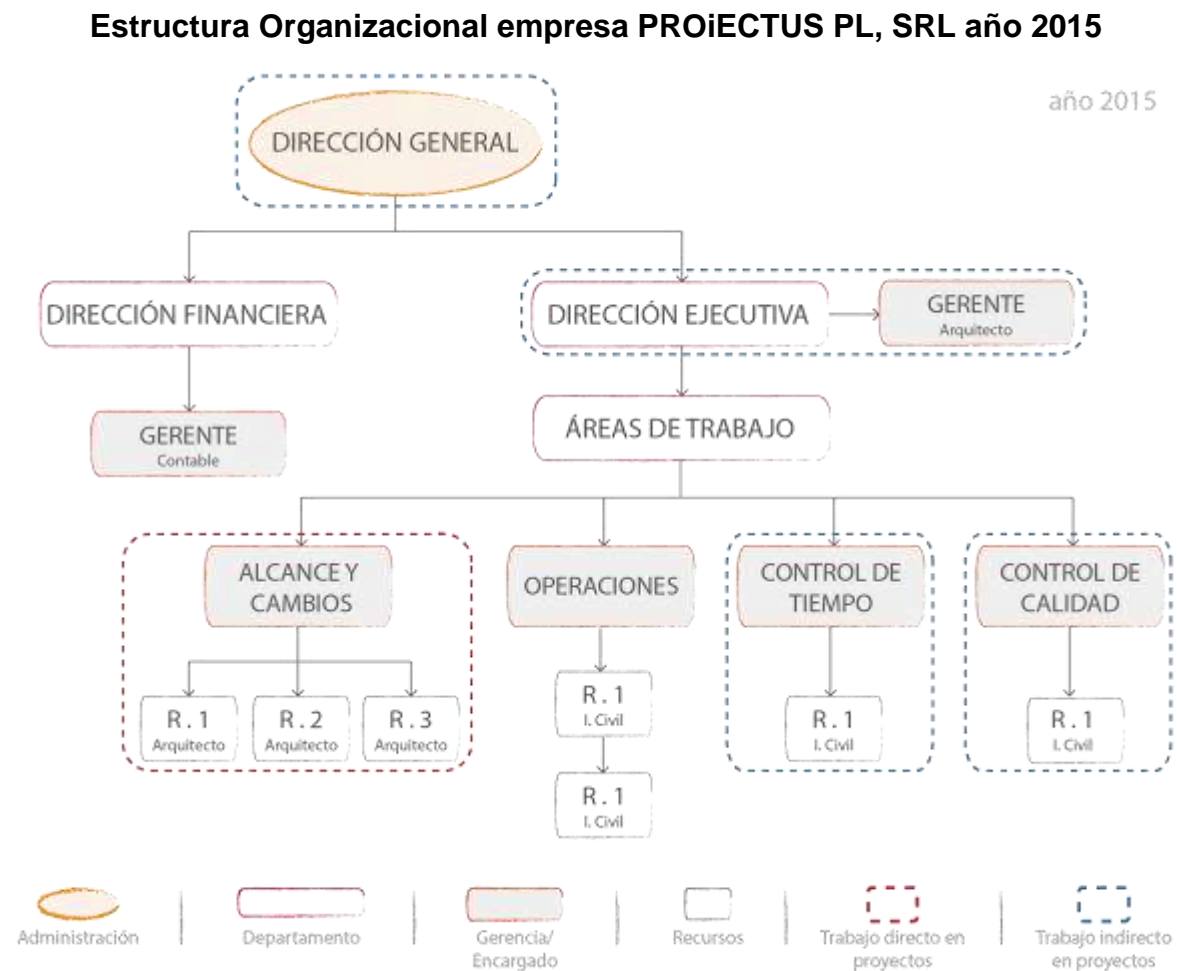 Estructura Organizacional empresa PROiECTUS PL, SRL año 2015
año 2015
DIRECCIÓN GENERAL
DIRECCIÓN FINANCIERA
DIRECCIÓN EJECUTIVA
GERENTE
Arquitecto
GERENTE
Contable
ÁREAS DE TRABAJO
ALCANCE Y
CAMBIOS
OPERACIONES
CONTROL DE
TIEMPO
CONTROL DE
CALIDAD
R.1
Arquitecto
R.2
Arquitecto
R.3
Arquitecto
R.1
I. Civil
R.1
I. Civil
R.1
I. Civil
R.1
I. Civil
Administración
Departamento
Gerencia/
Encargado
Recursos
Trabajo directo en
proyectos
Trabajo indirecto
en proyectos